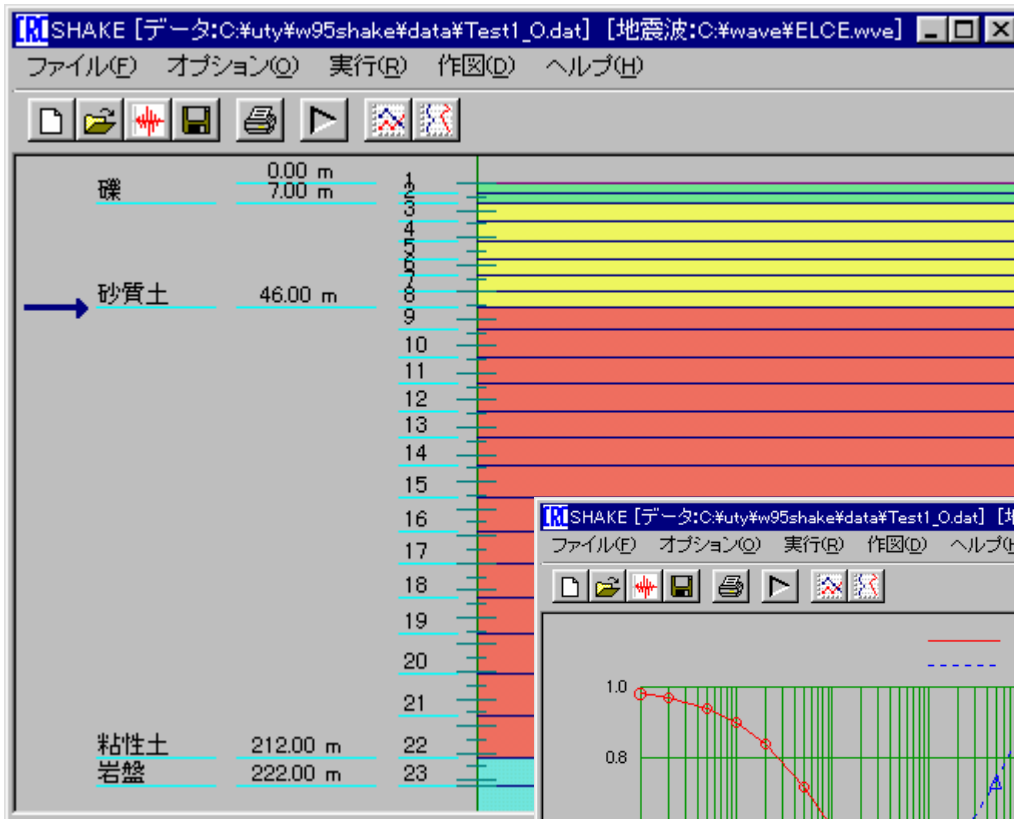 CRC SHAKE [データ:C:¥uty¥w95shake¥data¥Test1_O.dat] [地震波:C:¥wave¥ELCE.wve]
ファイル(F) オプション(O) 実行(R) 作図(D) ヘルプ(H)
0.00 m 1
礫 7.00 m 2
3
4
5
6
7
砂質土 46.00 m 8
9
10
11
12
13
14
15
16
17
18
19
20
21
粘性土 212.00 m 22
岩盤 222.00 m 23
CRC SHAKE [データ:C:¥uty¥w95shake¥data¥Test1_O.dat]
ファイル(F) オプション(O) 実行(R) 作図(D) ヘルプ(
1.0
0.8